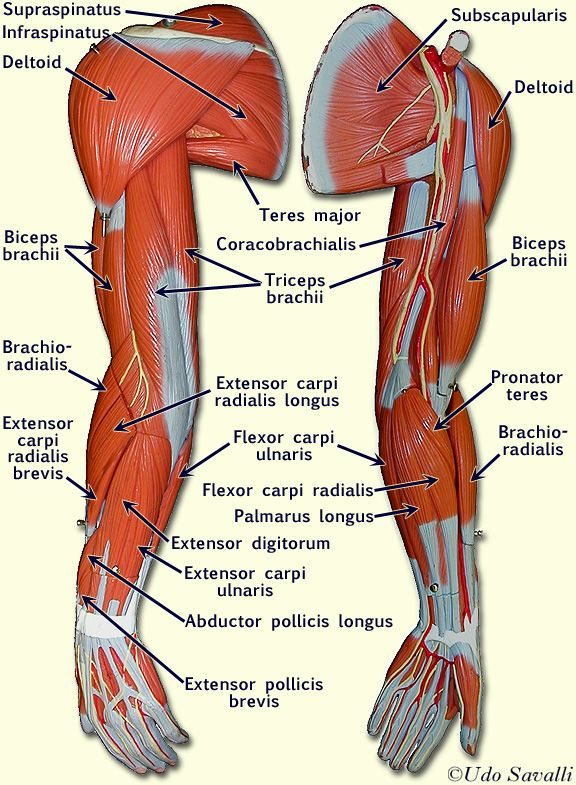 Supraspinatus
Infraspinatus
Deltoid
Subscapularis
Deltoid
Teres major
Coracobrachialis
Biceps
brachii
Triceps
brachii
Biceps
brachii
Brachio-
radialis
Extensor carpi
radialis longus
Pronator
teres
Extensor
carpi
radialis
brevis
Flexor carpi
ulnaris
Brachio-
radialis
Flexor carpi radialis
Palmarus longus
Extensor digitorum
Extensor carpi
ulnaris
Abductor pollicis longus
Extensor pollicis
brevis
©Udo Savalli